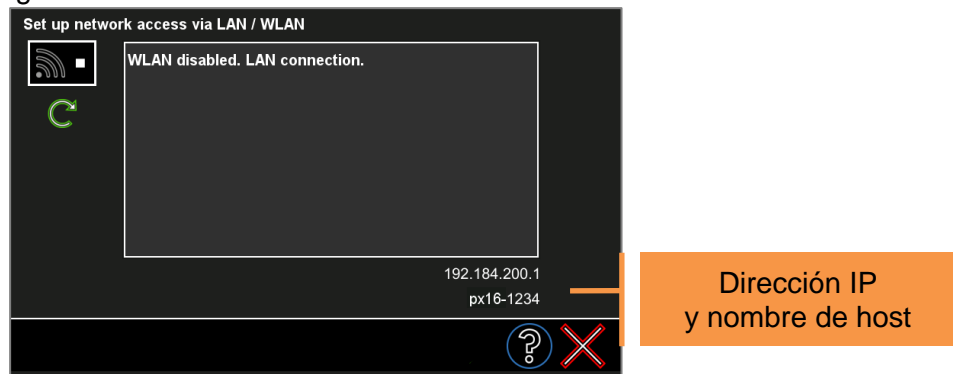 Set up network access via LAN / WLAN
WLAN disabled. LAN connection.
192.184.200.1
px16-1234
Dirección IP
y nombre de host
?